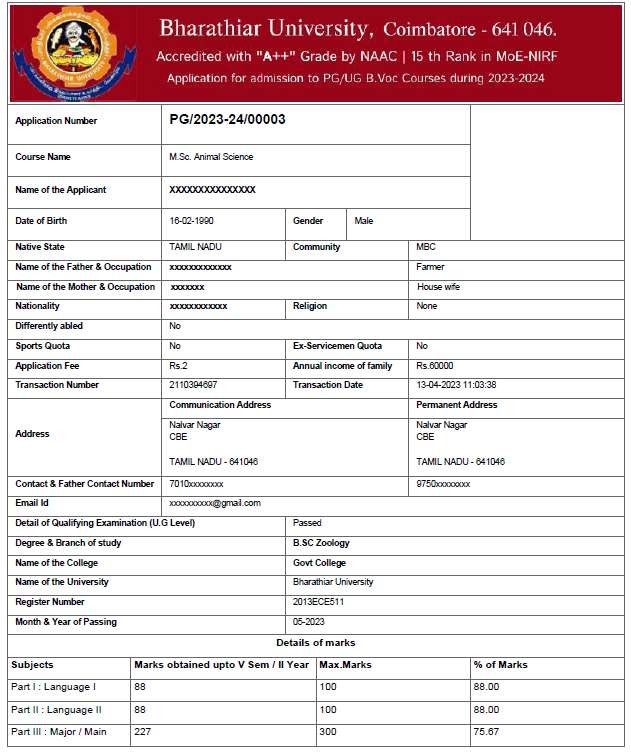 Bharathiar University, Coimbatore - 641 046.
Accredited with "A++" Grade by NAAC | 15 th Rank in MoE-NIRF
Application for admission to PG/UG B.Voc Courses during 2023-2024
Application Number PG/2023-24/00003
Course Name M.Sc. Animal Science
Name of the Applicant XXXXXXXXXXXXXXX
Date of Birth 16-02-1990 Gender Male
Native State TAMIL NADU Community MBC
Name of the Father & Occupation xxxxxxxxxxxxx Farmer
Name of the Mother & Occupation xxxxxxx House wife
Nationality xxxxxxxxxxxx Religion None
Differently abled No
Sports Quota No Ex-Servicemen Quota No
Application Fee Rs.2 Annual income of family Rs.60000
Transaction Number 2110394697 Transaction Date 13-04-2023 11:03:38
Communication Address Permanent Address
Address
Nalvar Nagar Nalvar Nagar
CBE CBE
TAMIL NADU - 641046 TAMIL NADU - 641046
Contact & Father Contact Number 7010xxxxxxxx 9750xxxxxxxx
Email Id xxxxxxxxxx@gmail.com
Detail of Qualifying Examination (U.G Level) Passed
Degree & Branch of study B.SC Zoology
Name of the College Govt College
Name of the University Bharathiar University
Register Number 2013ECE511
Month & Year of Passing 05-2023
Details of marks
Subjects Marks obtained upto V Sem / II Year Max.Marks % of Marks
Part I : Language I 88 100 88.00
Part II : Language II 88 100 88.00
Part III : Major / Main 227 300 75.67